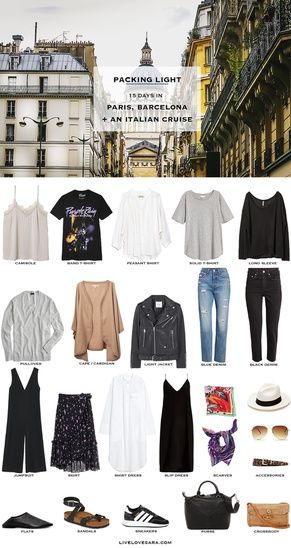 PACKING LIGHT
15 DAYS IN
PARIS, BARCELONA
+ AN ITALIAN CRUISE
Purple Rain
CAMISOLE
BAND T-SHIRT
PEASANT SHIRT
SOLID T-SHIRT
LONG SLEEVE
PULLOVER
CAPE / CARDIGAN
LIGHT JACKET
BLUE DENIM
BLACK DENIM
JUMPSUIT
SKIRT
SHIRT DRESS
SLIP DRESS
SCARVES
ACCESSORIES
FLATS
SANDALS
SNEAKERS
PURSE
CROSSBODY
LIVELOVESARA.COM